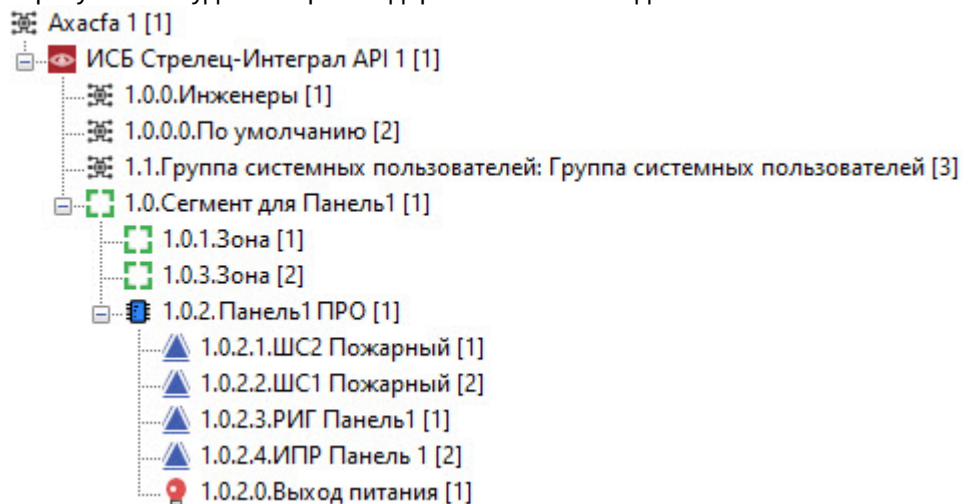 Axacfa 1 [1]
ИСБ Стрелец-Интеграл API 1 [1]
1.0.0.Инженеры [1]
1.0.0.0.По умолчанию [2]
1.1.Группа системных пользователей: Группа системных пользователей [3]
1.0.Сегмент для Панель1 [1]
1.0.1.Зона [1]
1.0.3.Зона [2]
1.0.2.Панель1 ПРО [1]
1.0.2.1.ШС2 Пожарный [1]
1.0.2.2.ШС1 Пожарный [2]
1.0.2.3.РИГ Панель1 [1]
1.0.2.4.ИПР Панель 1 [2]
1.0.2.0.Выход питания [1]